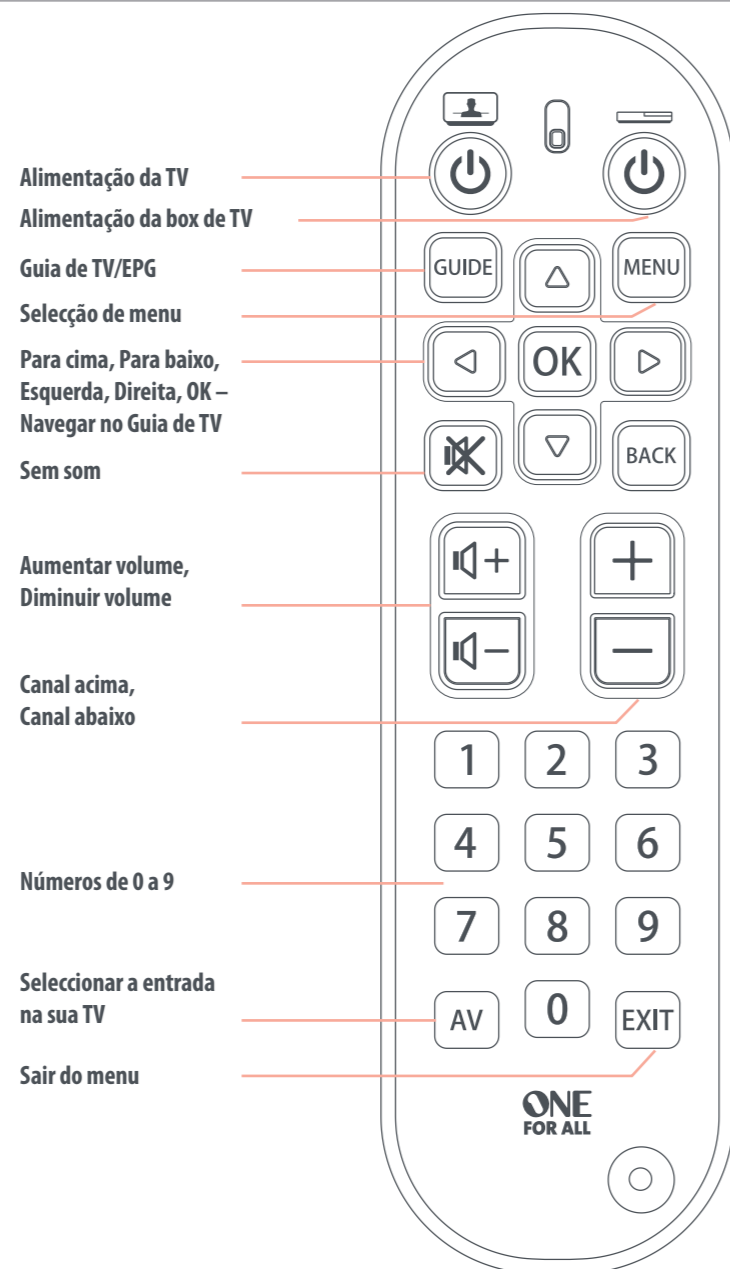 Alimentação da TV
Alimentação da box de TV
Guia de TV/EPG
GUIDE
MENU
Selecção de menu
Para cima, Para baixo,
Esquerda, Direita, OK –
Navegar no Guia de TV
OK
Sem som
BACK
Aumentar volume,
Diminuir volume
+
+
–
–
Canal acima,
Canal abaixo
1 2 3
4 5 6
Números de 0 a 9
7 8 9
Seleccionar a entrada
na sua TV
AV 0 EXIT
Sair do menu
ONE
FOR ALL